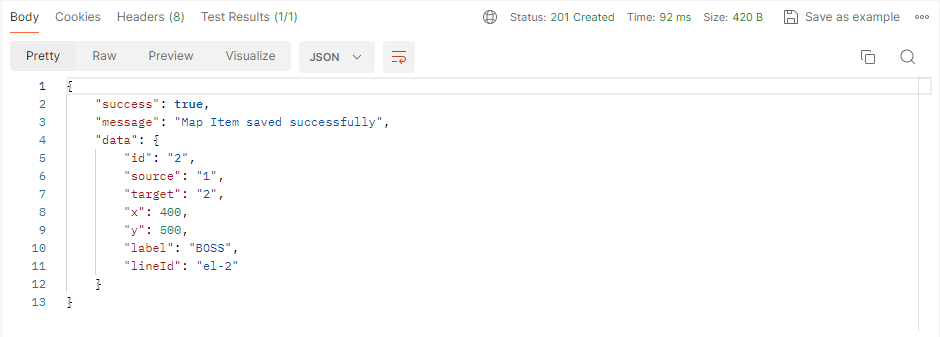 Body Cookies Headers (8) Test Results (1/1) Status: 201 Created Time: 92 ms Size: 420 B Save as example
Pretty Raw Preview Visualize JSON
1 {
2 "success": true,
3 "message": "Map Item saved successfully",
4 "data": {
5 "id": "2",
6 "source": "1",
7 "target": "2",
8 "x": 400,
9 "y": 500,
10 "label": "BOSS",
11 "lineId": "el-2"
12 }
13 }